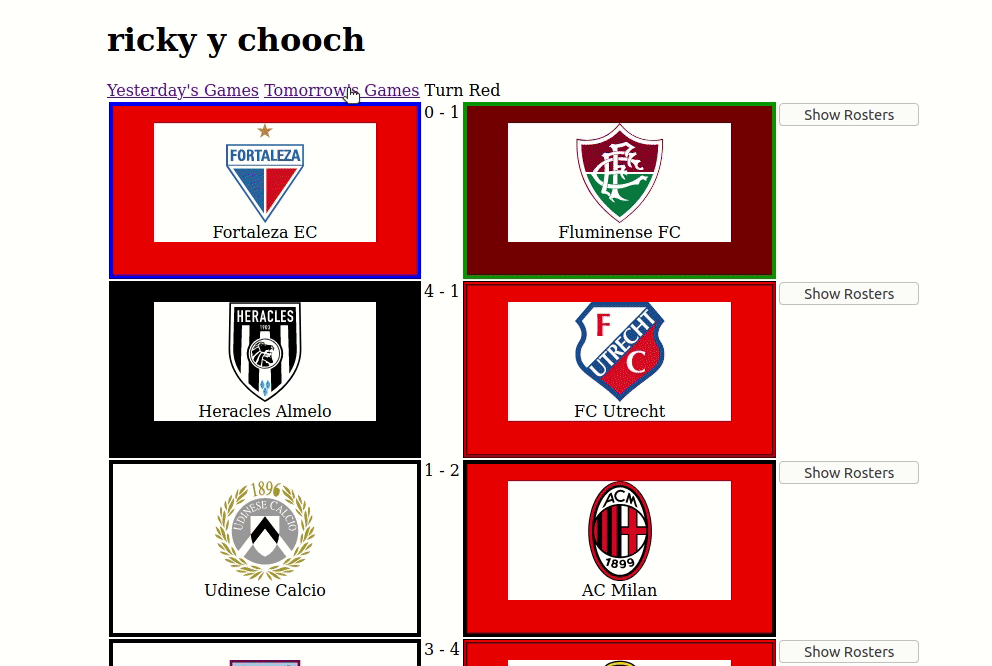 ricky y chooch
Yesterday's Games Tomorrow's Games Turn Red
FORTALEZA
Fortaleza EC
0 - 1
Fluminense FC
Show Rosters
HERACLES
1903
Heracles Almelo
4 - 1
F
UTRECHT
C
FC Utrecht
Show Rosters
1896
UDINESE CALCIO
Udinese Calcio
1 - 2
ACM
1899
AC Milan
Show Rosters
3 - 4
Show Rosters